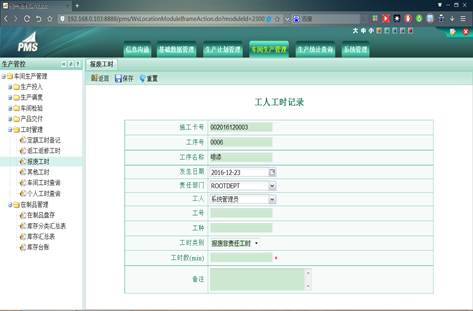 192.168.0.103:8888/pms/WsLocationModuleIframeAction.do?moduleId=2300
百度
PMS
大 中 小
信息沟通 基础数据管理 生产计划管理 车间生产管理 生产统计查询 系统管理
生产管控
报废工时
车间生产管理
返回 保存 重置
生产投入
生产调度
车间检验
产品交付
工时管理
定额工时登记
返工返修工时
报废工时
其他工时
车间工时查询
个人工时查询
在制品管理
在制品盘存
库存分类汇总表
库存汇总表
库存台账
工人工时记录
施工卡号 002016120003
工序号 0006
工序名称 喷漆
发生日期 2016-12-23
责任部门 ROOTDEPT
工人 系统管理员
工号
工种
工时类别 报废非责任工时
工时数(min) *
备注